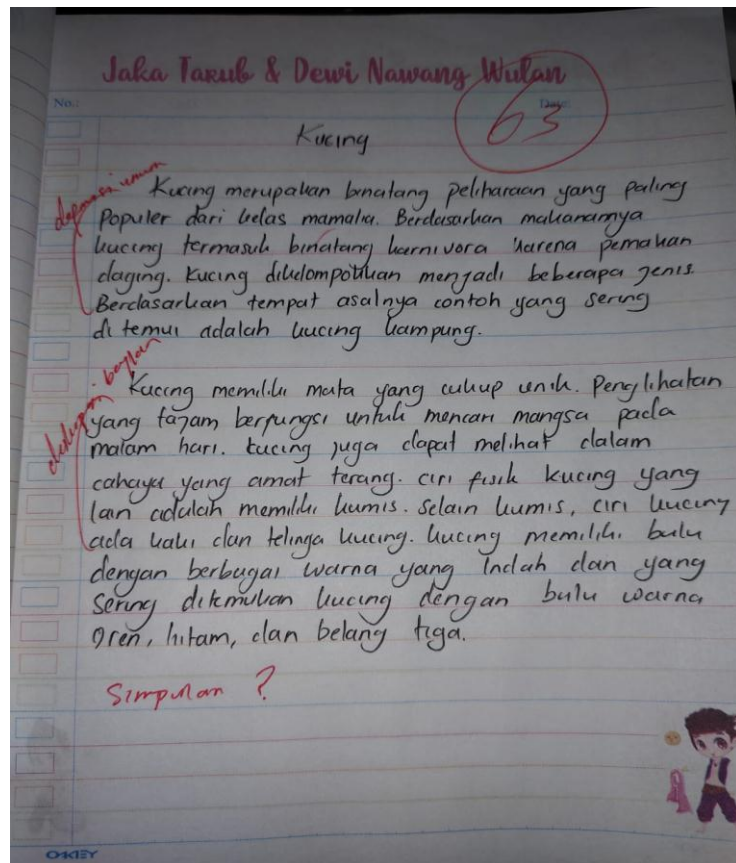 Jaka Tarub & Dewi Nawang Wulan
No.:
Date:
63
Kucing
depinisi umum
Kucing merupakan binatang peliharaan yang paling
Populer dari kelas mamalia. Berdasarkan makanannya
kucing termasuk binatang karnivora karena pemakan
daging. Kucing dikelompokkan menjadi beberapa jenis.
Berdasarkan tempat asalnya contoh yang sering
di temui adalah kucing kampung.
dekripsi bagian
Kucing memiliki mata yang cukup unik. Penglihatan
yang tajam berfungsi untuk mencari mangsa pada
malam hari. kucing juga dapat melihat dalam
cahaya yang amat terang. ciri fisik kucing yang
lain adalah memiliki kumis. Selain kumis, ciri kucing
ada kaki dan telinga kucing. kucing memiliki bulu
dengan berbagai warna yang Indah dan yang
Sering ditemukan kucing dengan bulu warna
Oren, hitam, dan belang tiga.
Simpulan ?
OKEY